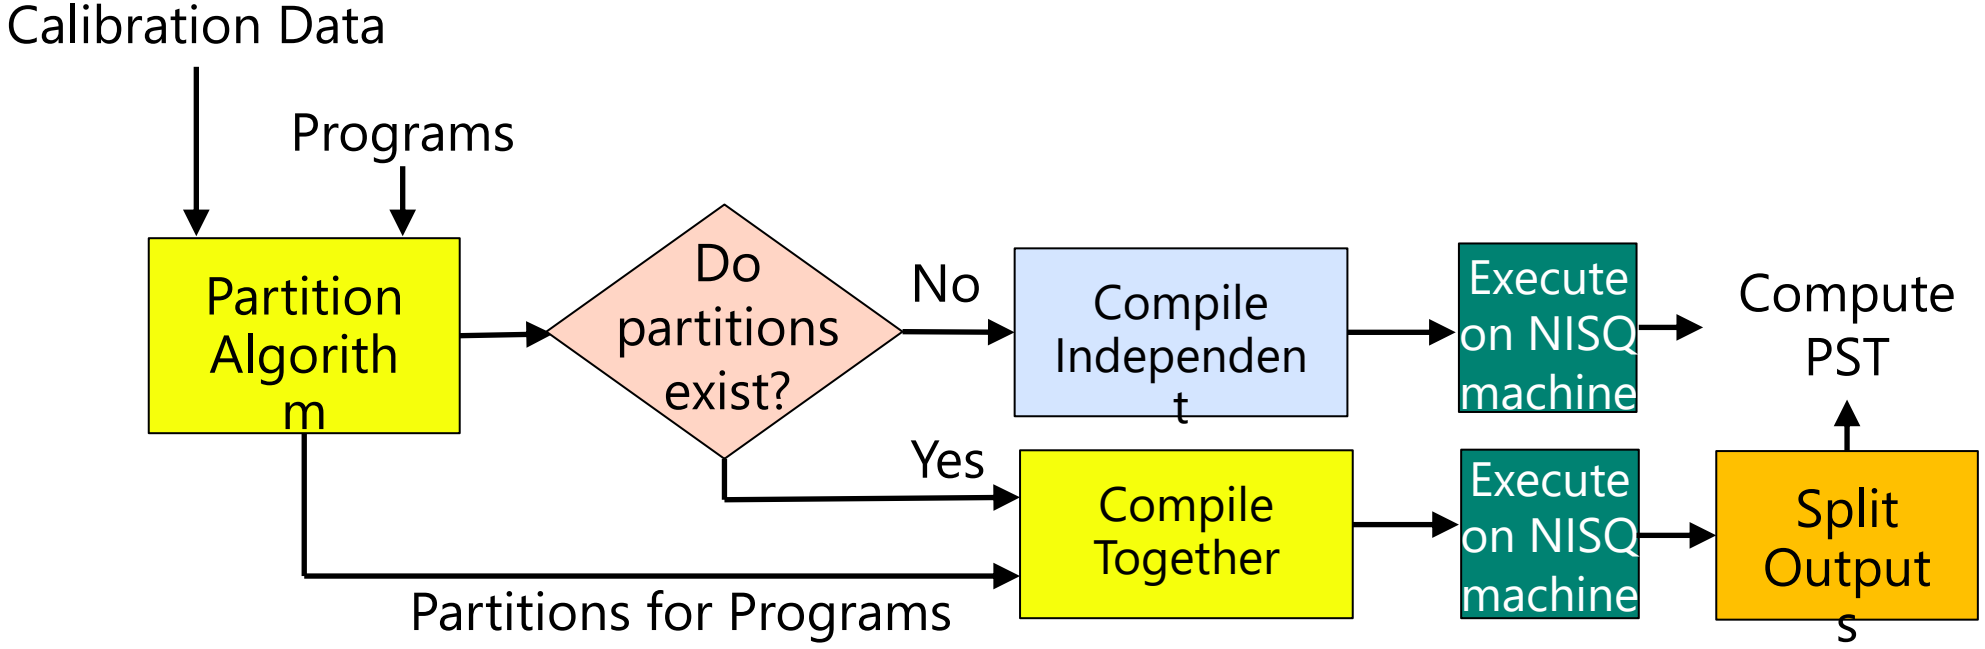 Calibration Data
Programs
Partition
Algorith
m
Do
partitions
exist?
No
Compile
Independen
t
Execute
on NISQ
machine
Compute
PST
Yes
Compile
Together
Execute
on NISQ
machine
Split
Output
s
Partitions for Programs